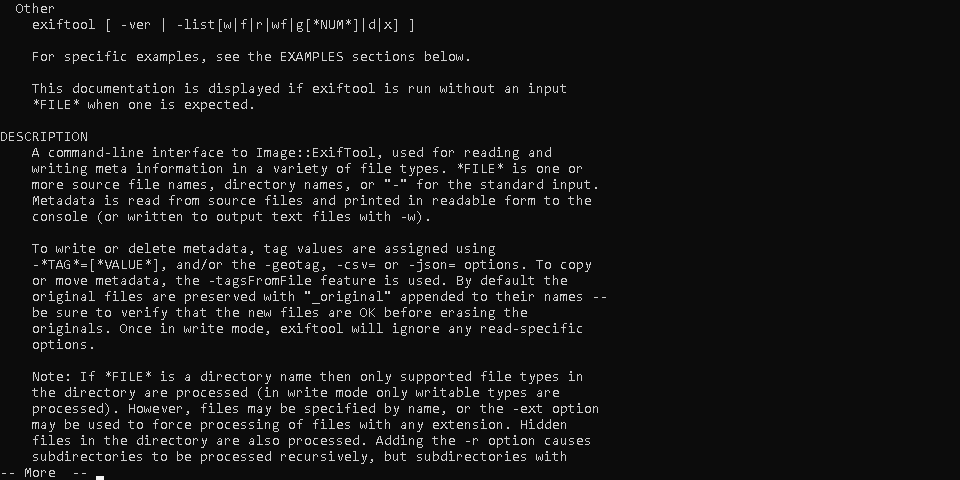 Other
exiftool [ -ver | -list[w|f|r|wf|g[*NUM*]|d|x] ]
For specific examples, see the EXAMPLES sections below.
This documentation is displayed if exiftool is run without an input
*FILE* when one is expected.
DESCRIPTION
A command-line interface to Image::ExifTool, used for reading and
writing meta information in a variety of file types. *FILE* is one or
more source file names, directory names, or "-" for the standard input.
Metadata is read from source files and printed in readable form to the
console (or written to output text files with -w).
To write or delete metadata, tag values are assigned using
-*TAG*=[*VALUE*], and/or the -geotag, -csv= or -json= options. To copy
or move metadata, the -tagsFromFile feature is used. By default the
original files are preserved with "_original" appended to their names --
be sure to verify that the new files are OK before erasing the
originals. Once in write mode, exiftool will ignore any read-specific
options.
Note: If *FILE* is a directory name then only supported file types in
the directory are processed (in write mode only writable types are
processed). However, files may be specified by name, or the -ext option
may be used to force processing of files with any extension. Hidden
files in the directory are also processed. Adding the -r option causes
subdirectories to be processed recursively, but subdirectories with
-- More  --